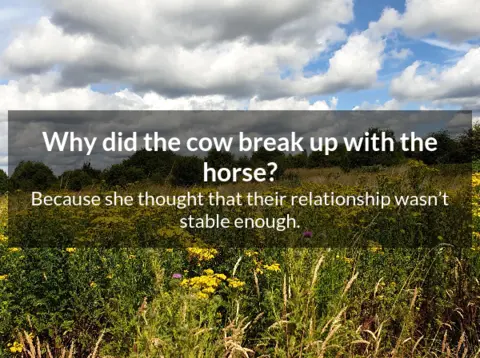 Why did the cow break up with the
horse?
Because she thought that their relationship wasn't
stable enough.